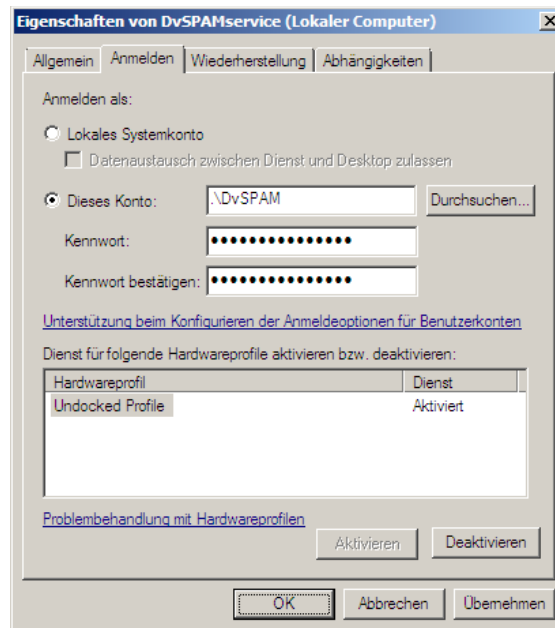 Eigenschaften von DvSPAMservice (Lokaler Computer)
Allgemein Anmelden Wiederherstellung Abhängigkeiten
Anmelden als:
Lokales Systemkonto
Datenaustausch zwischen Dienst und Desktop zulassen
Dieses Konto: .\DvSPAM Durchsuchen...
Kennwort: •••••••••••••••
Kennwort bestätigen: •••••••••••••••
Unterstützung beim Konfigurieren der Anmeldeoptionen für Benutzerkonten
Dienst für folgende Hardwareprofile aktivieren bzw. deaktivieren:
Hardwareprofil Dienst
Undocked Profile Aktiviert
Problembehandlung mit Hardwareprofilen
Aktivieren Deaktivieren
OK Abbrechen Übernehmen